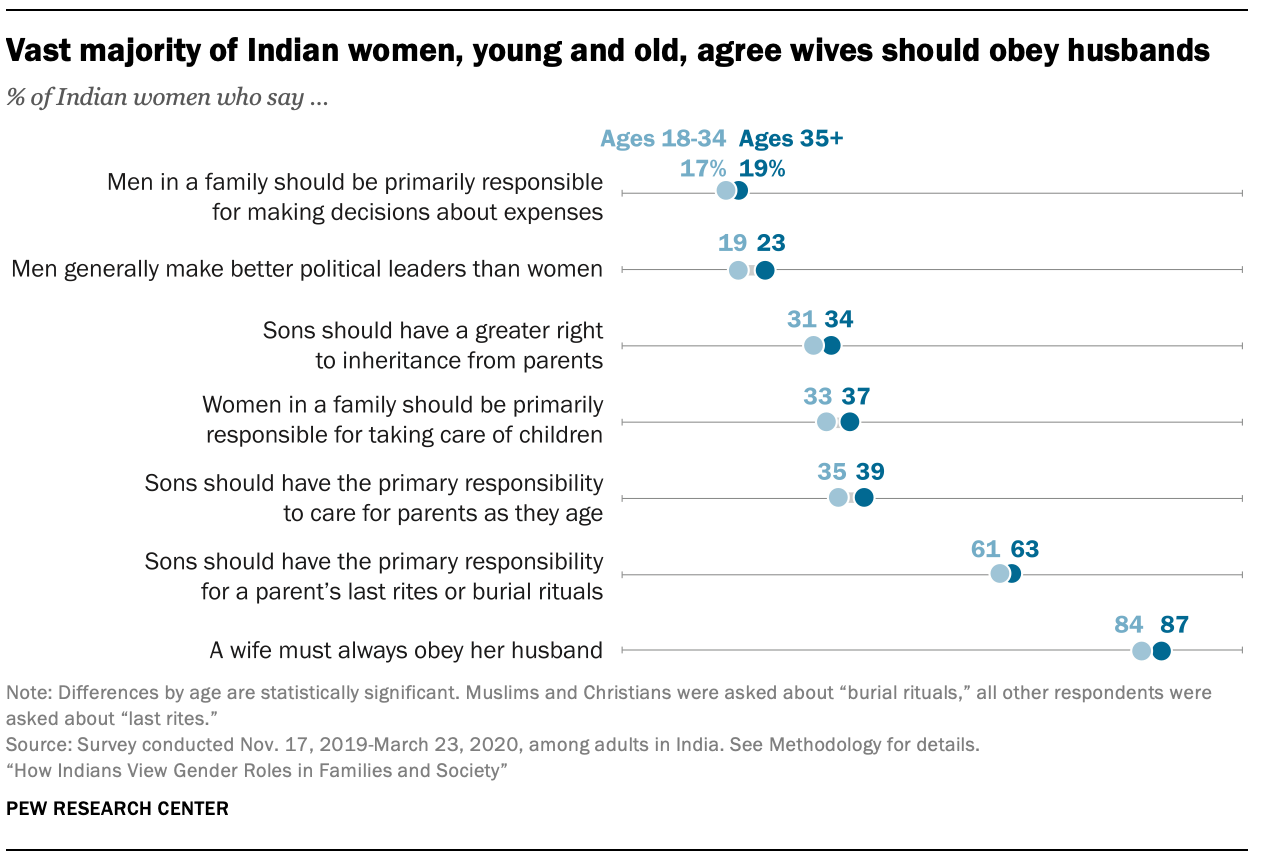 Vast majority of Indian women, young and old, agree wives should obey husbands
% of Indian women who say ...
Ages 18-34 Ages 35+
17% 19%
Men in a family should be primarily responsible
for making decisions about expenses
19 23
Men generally make better political leaders than women
31 34
Sons should have a greater right
to inheritance from parents
33 37
Women in a family should be primarily
responsible for taking care of children
35 39
Sons should have the primary responsibility
to care for parents as they age
61 63
Sons should have the primary responsibility
for a parent’s last rites or burial rituals
84 87
A wife must always obey her husband
Note: Differences by age are statistically significant. Muslims and Christians were asked about “burial rituals,” all other respondents were
asked about “last rites.”
Source: Survey conducted Nov. 17, 2019-March 23, 2020, among adults in India. See Methodology for details.
“How Indians View Gender Roles in Families and Society”
PEW RESEARCH CENTER